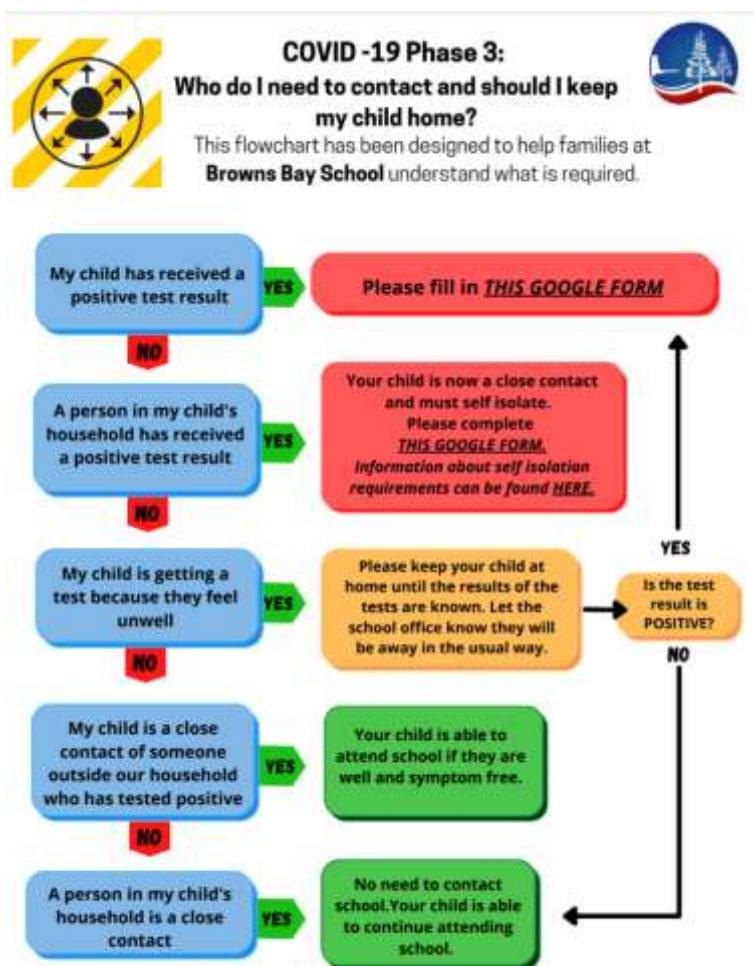 COVID -19 Phase 3:
Who do I need to contact and should I keep
my child home?
This flowchart has been designed to help families at
Browns Bay School understand what is required.
My child has received a
positive test result
YES
Please fill in THIS GOOGLE FORM
NO
A person in my child's
household has received
a positive test result
YES
Your child is now a close contact
and must self isolate.
Please complete
THIS GOOGLE FORM.
Information about self isolation
requirements can be found HERE.
NO
My child is getting a
test because they feel
unwell
YES
Please keep your child at
home until the results of the
tests are known. Let the
school office know they will
be away in the usual way.
YES
Is the test
result is
POSITIVE?
NO
NO
My child is a close
contact of someone
outside our household
who has tested positive
YES
Your child is able to
attend school if they are
well and symptom free.
NO
A person in my child's
household is a close
contact
YES
No need to contact
school.Your child is able
to continue attending
school.